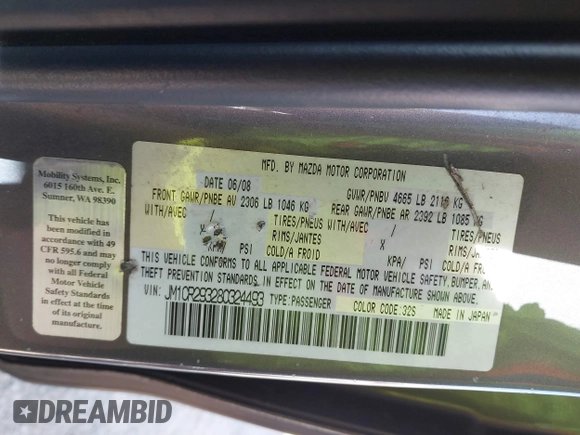 Mobility Systems, Inc.
6015 160th Ave. E.
Sumner, WA 98390
This vehicle has
been modified in
accordance with 49
CFR 595.6 and may
no longer comply
with all Federal
Motor Vehicle
Safety Standards
in effect at the
time of its
original
manufacture.
MFD. BY MAZDA MOTOR CORPORATION
DATE 06/08
GVWR/PNBV 4665 LB 2116 KG
FRONT GAWR/PNBE AV 2306 LB 1046 KG
REAR GAWR/PNBE AR 2392 LB 1085 KG
WITH/AVEC / TIRES/PNEUS
WITH/AVEC / TIRES/PNEUS
RIMS/JANTES
X RIMS/JANTES
KPA/ PSI COLD/A FROID
KPA/ PSI COLD/A FROID
THIS VEHICLE CONFORMS TO ALL APPLICABLE FEDERAL MOTOR VEHICLE SAFETY, BUMPER, AND
THEFT PREVENTION STANDARDS IN EFFECT ON THE DATE OF MANUFACTURE SHOWN ABOVE.
VIN: JM1CR293280324493 TYPE:PASSENGER COLOR CODE:32S MADE IN JAPAN
DREAMBID